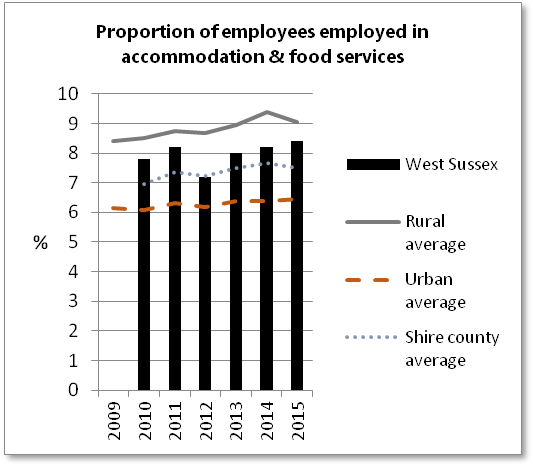 Proportion of employees employed in
accommodation & food services
10
9
8
7
6
5
4
3
2
1
0
%
2009
2010
2011
2012
2013
2014
2015
West Sussex
Rural
average
Urban
average
Shire county
average